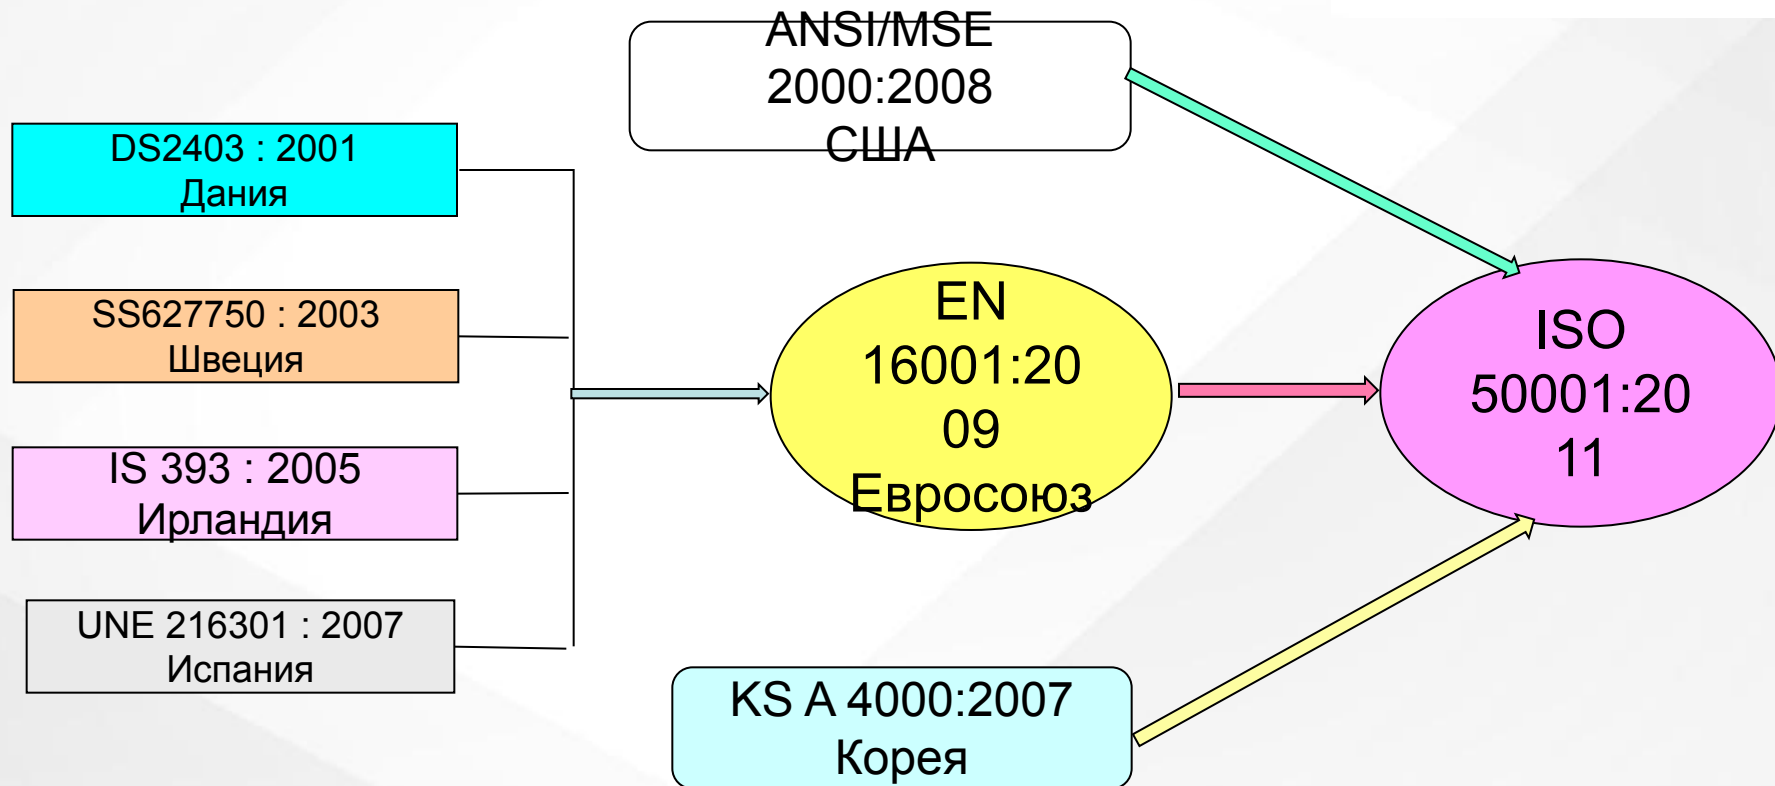 ANSI/MSE
2000:2008
США
DS2403 : 2001
Дания
SS627750 : 2003
Швеция
IS 393 : 2005
Ирландия
UNE 216301 : 2007
Испания
EN
16001:20
09
Евросоюз
ISO
50001:20
11
KS A 4000:2007
Корея